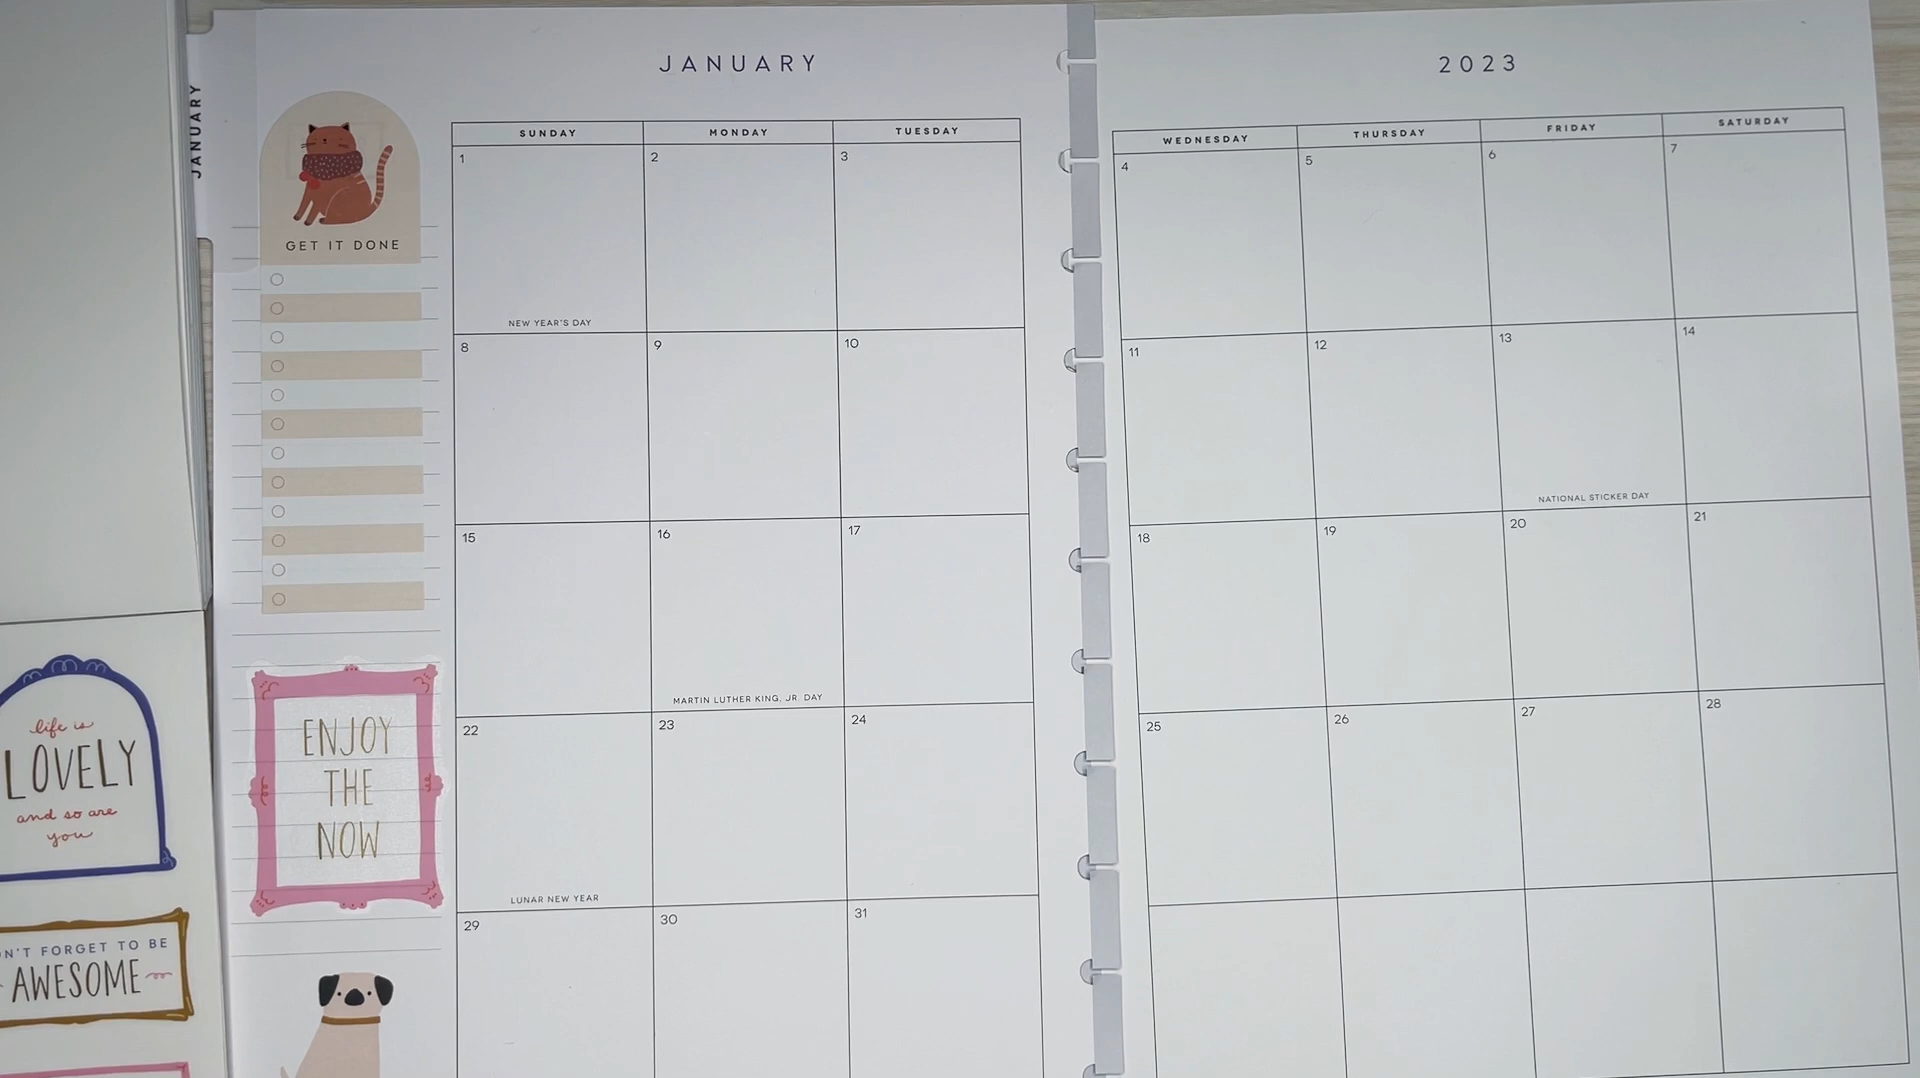 JANUARY
2023
JANUARY
GET IT DONE
SUNDAY MONDAY TUESDAY
WEDNESDAY THURSDAY FRIDAY SATURDAY
1 2 3
4 5 6 7
NEW YEAR'S DAY
8 9 10
11 12 13 14
NATIONAL STICKER DAY
15 16 17
18 19 20 21
MARTIN LUTHER KING, JR. DAY
22 23 24
25 26 27 28
LUNAR NEW YEAR
29 30 31
ENJOY
THE
NOW
life is
LOVELY
and so are
you
N'T FORGET TO BE
AWESOME